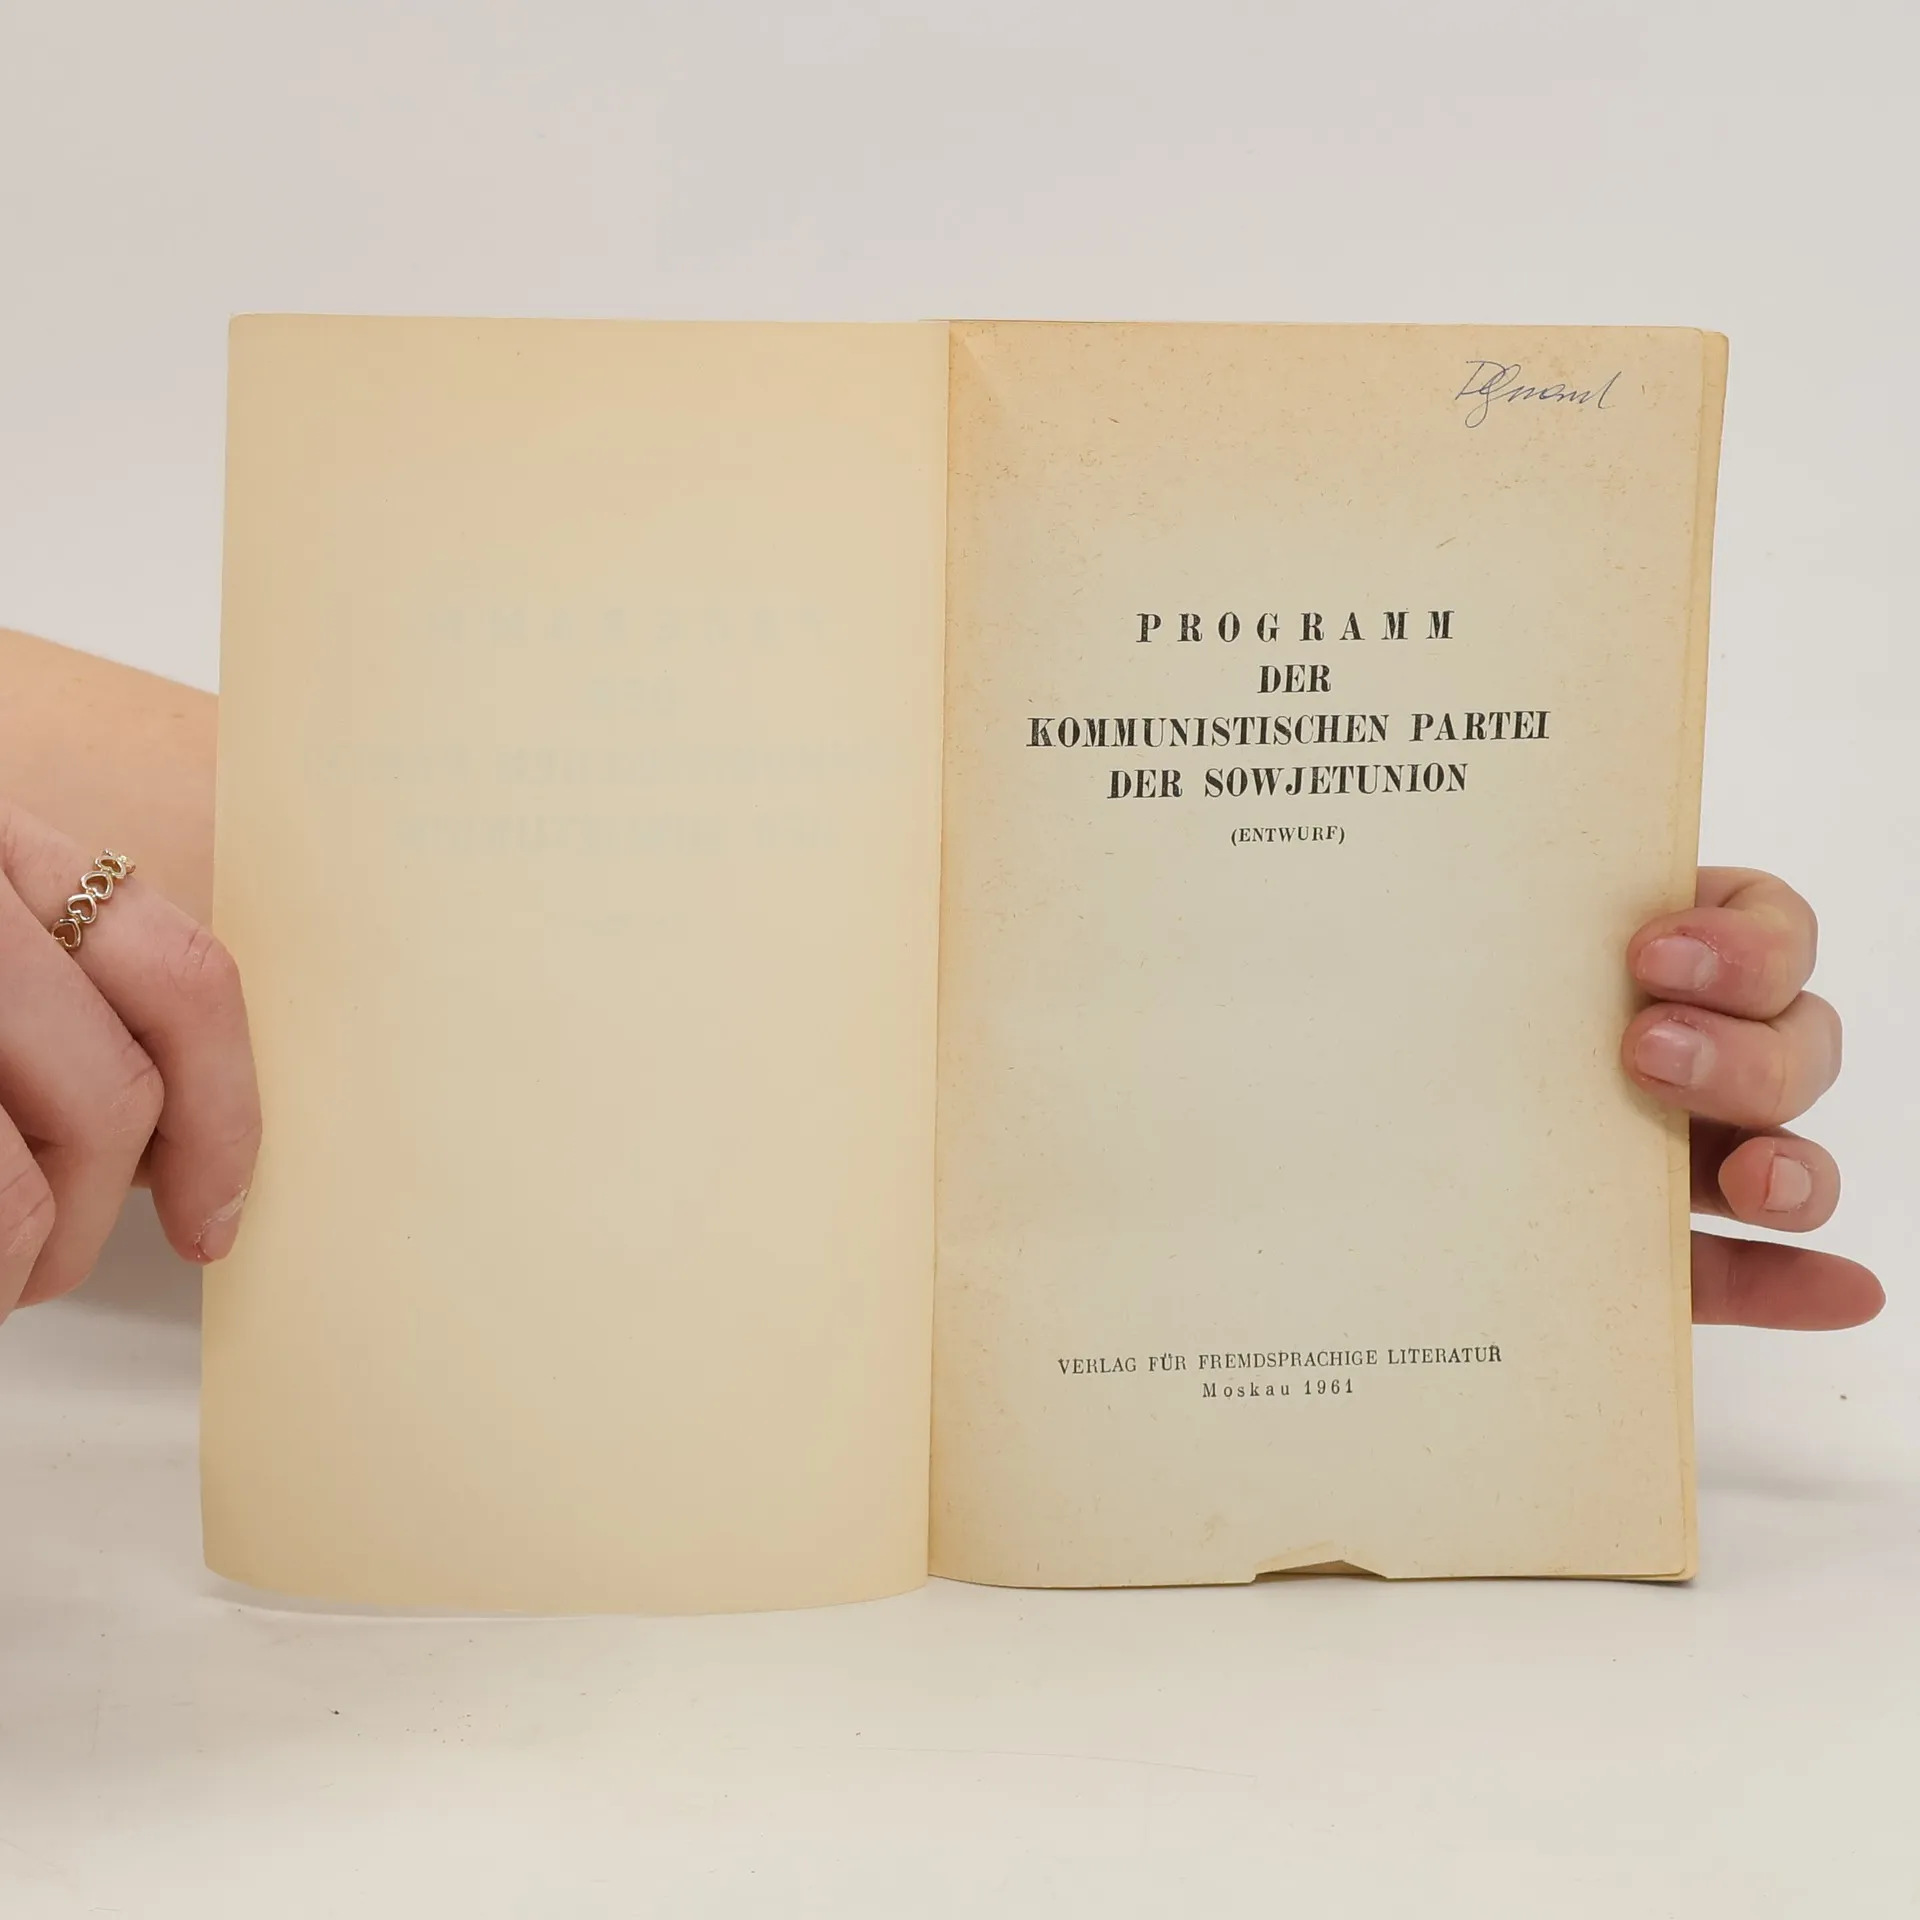 PROGRAMM
DER
KOMMUNISTISCHEN PARTEI
DER SOWJETUNION
(ENTWURF)
VERLAG FÜR FREMDSPRACHIGE LITERATUR
Moskau 1961